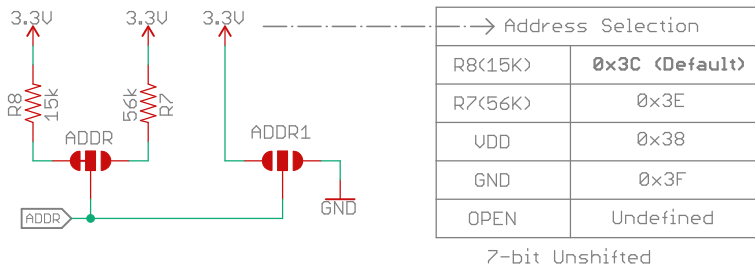 3.3V 3.3V 3.3V
Address Selection
R8(15K) 0x3C (Default)
R7(56K) 0x3E
VDD 0x38
GND 0x3F
OPEN Undefined
7-bit Unshifted
R8
15k
56k
R7
ADDR
ADDR1
GND
ADDR